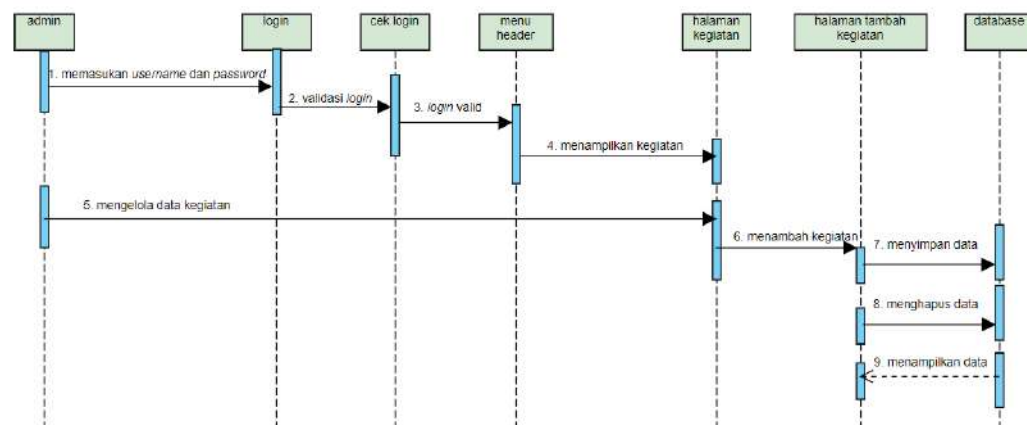 admin
login
cek login
menu
header
halaman
kegiatan
halaman tambah
kegiatan
database
1. memasukan username dan password
2. validasi login
3. login valid
4. menampilkan kegiatan
5. mengelola data kegiatan
6. menambah kegiatan
7. menyimpan data
8. menghapus data
9. menampilkan data